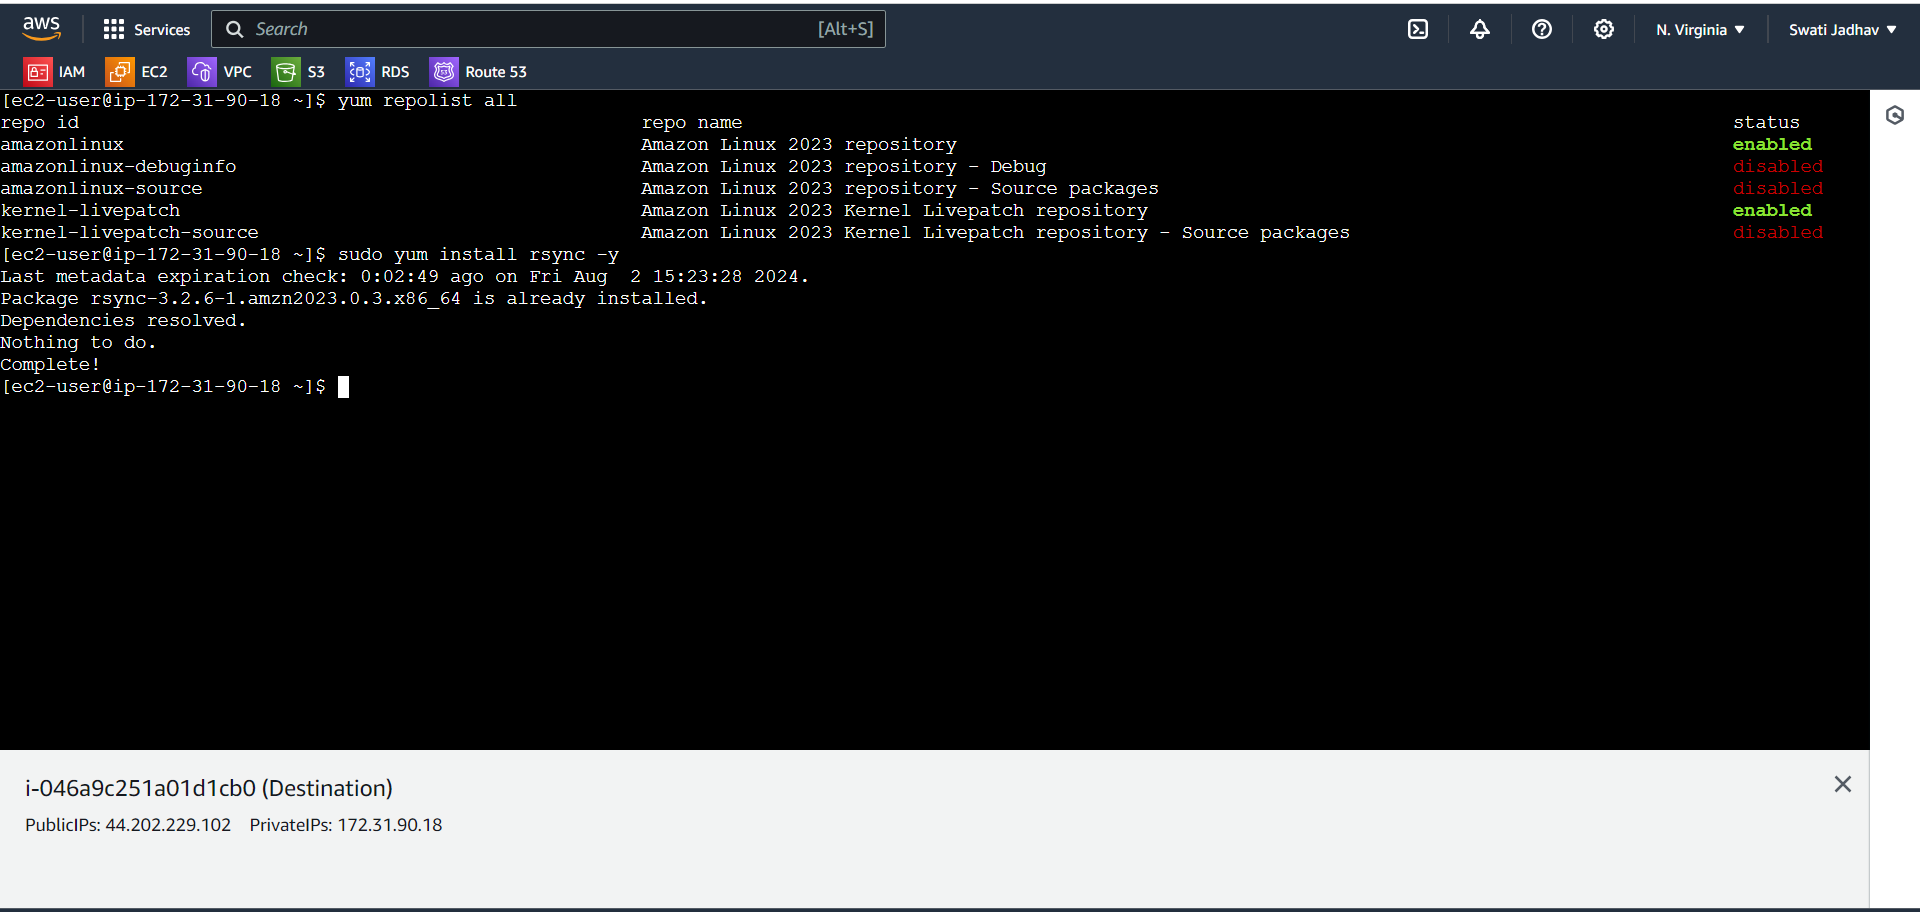 aws Services Search [Alt+S] N. Virginia ▼ Swati Jadhav ▼
IAM EC2 VPC S3 RDS Route 53
[ec2-user@ip-172-31-90-18 ~]$ yum repolist all
repo id repo name status
amazonlinux Amazon Linux 2023 repository enabled
amazonlinux-debuginfo Amazon Linux 2023 repository - Debug disabled
amazonlinux-source Amazon Linux 2023 repository - Source packages disabled
kernel-livepatch Amazon Linux 2023 Kernel Livepatch repository enabled
kernel-livepatch-source Amazon Linux 2023 Kernel Livepatch repository - Source packages disabled
[ec2-user@ip-172-31-90-18 ~]$ sudo yum install rsync -y
Last metadata expiration check: 0:02:49 ago on Fri Aug  2 15:23:28 2024.
Package rsync-3.2.6-1.amzn2023.0.3.x86_64 is already installed.
Dependencies resolved.
Nothing to do.
Complete!
[ec2-user@ip-172-31-90-18 ~]$
i-046a9c251a01d1cb0 (Destination)
PublicIPs: 44.202.229.102 PrivateIPs: 172.31.90.18